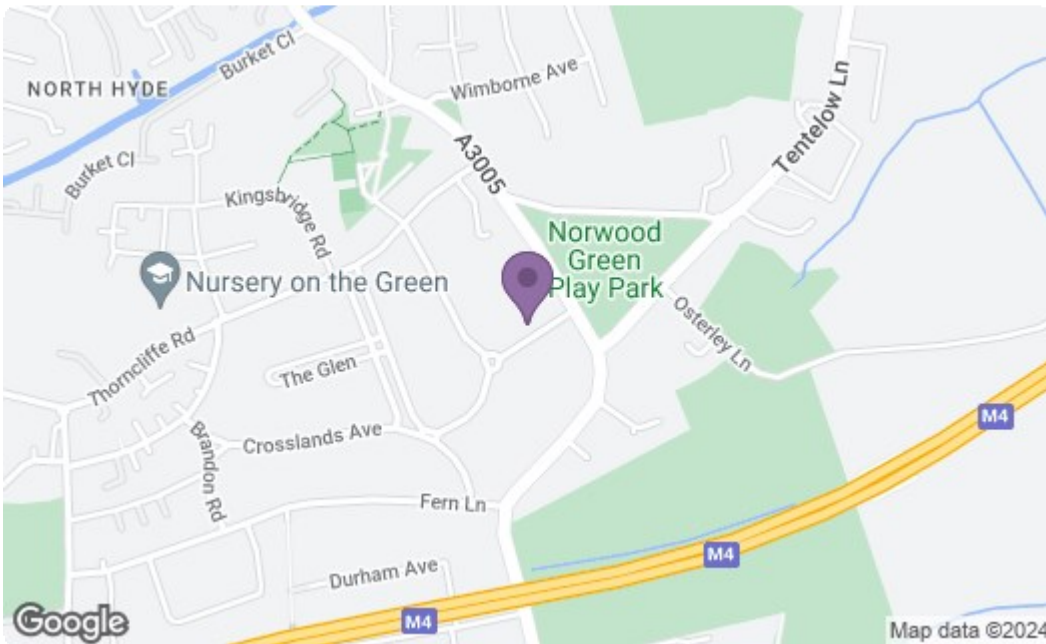 Burket Cl
NORTH HYDE
Wimborne Ave
Tentelow Ln
A3005
Burket Cl
Kingsbridge Rd
Norwood
Green
Play Park
Nursery on the Green
Osterley Ln
Thorncliffe Rd
The Glen
M4
Crosslands Ave
Brandon Rd
Fern Ln
M4
Durham Ave
M4
Google
Map data ©2024